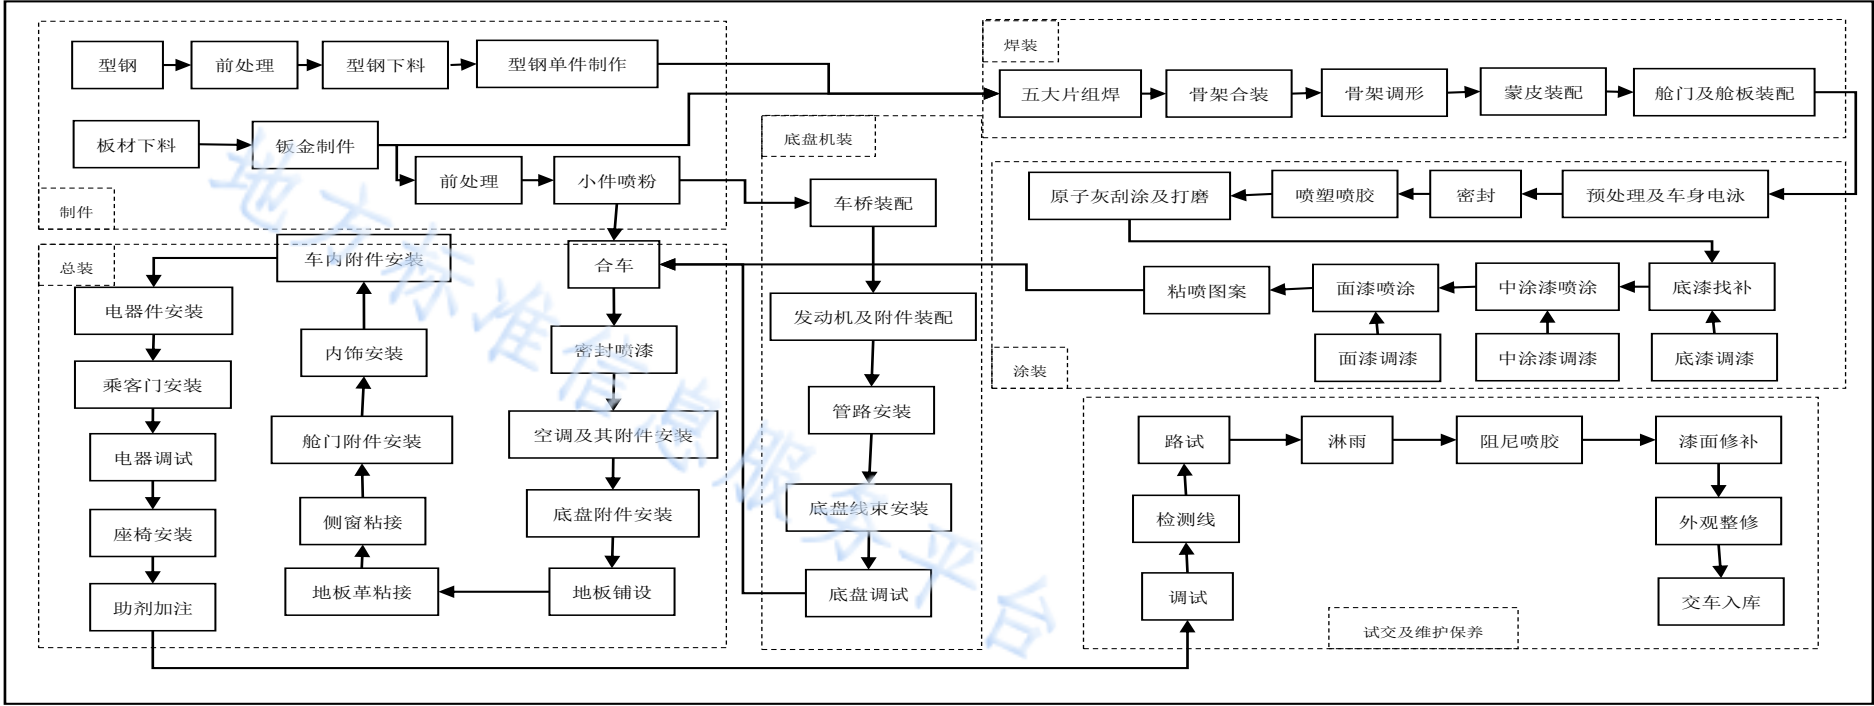 型钢
前处理
型钢下料
型钢单件制作
板材下料
钣金制件
前处理
小件喷粉
制件
焊装
五大片组焊
骨架合装
骨架调形
蒙皮装配
舱门及舱板装配
底盘机装
车桥装配
发动机及附件装配
管路安装
底盘线束安装
底盘调试
预处理及车身电泳
密封
喷塑喷胶
原子灰刮涂及打磨
底漆找补
中涂漆喷涂
面漆喷涂
粘喷图案
面漆调漆
中涂漆调漆
底漆调漆
涂装
总装
合车
密封喷漆
空调及其附件安装
底盘附件安装
地板铺设
地板革粘接
侧窗粘接
舱门附件安装
内饰安装
车内附件安装
电器件安装
乘客门安装
电器调试
座椅安装
助剂加注
调试
检测线
路试
淋雨
阻尼喷胶
漆面修补
外观整修
交车入库
试交及维护保养
地方标准信息服务平台